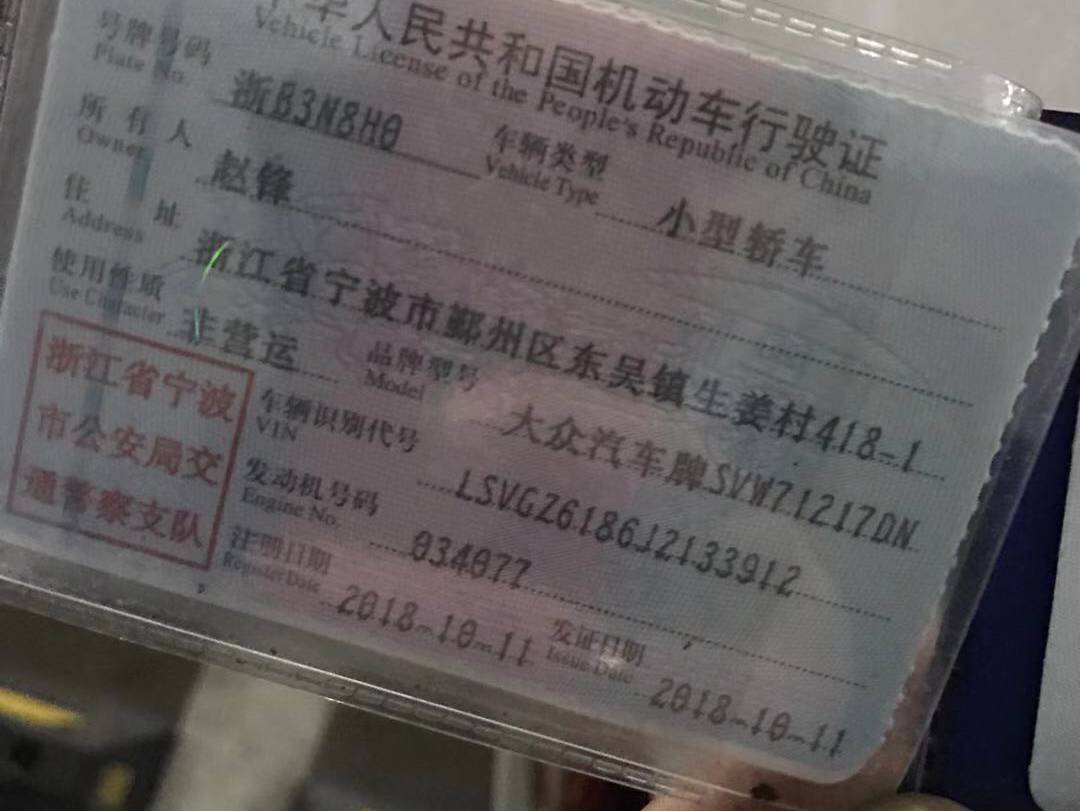 中华人民共和国机动车行驶证
Vehicle License of the People's Republic of China
号牌号码 浙B3N8H0 车辆类型 小型轿车
Plate No. Vehicle Type
所有人 赵锋
Owner
住址 浙江省宁波市鄞州区东吴镇生姜村418-1
Address
使用性质 非营运 品牌型号 大众汽车牌SVW71217DN
Use Character Model
浙江省宁波
市公安局交
通警察支队
车辆识别代号 LSVGZ6186J2133912
VIN
发动机号码 034077
Engine No.
注册日期 2018-10-11 发证日期 2018-10-11
Register Date Issue Date